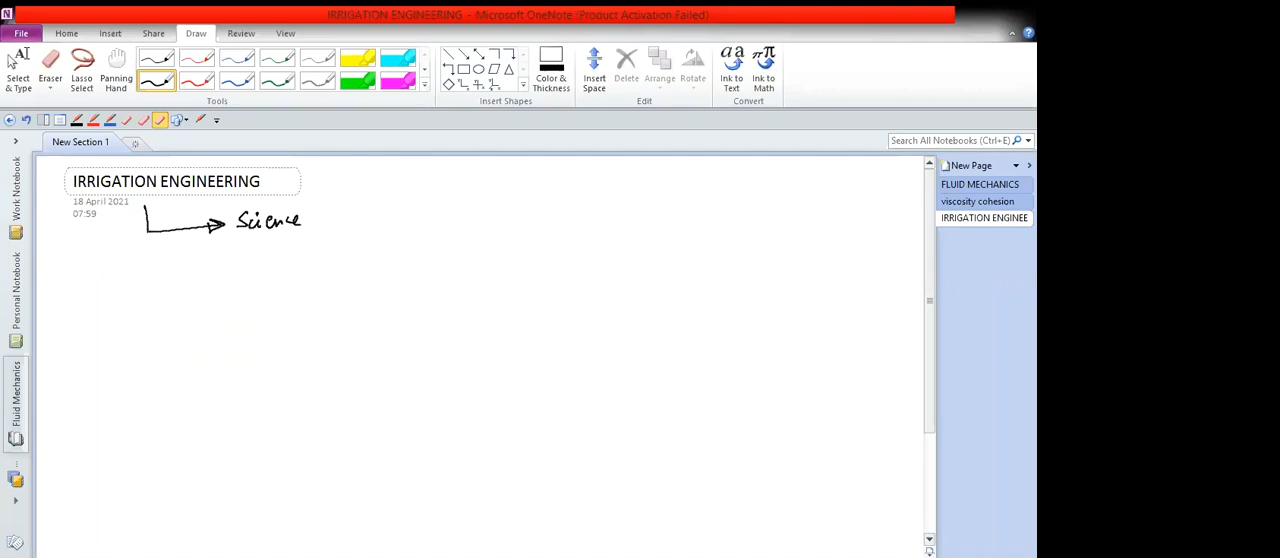 IRRIGATION ENGINEERING - Microsoft OneNote (Product Activation Failed)
File Home Insert Share Draw Review View
Select & Type
Eraser
Lasso Select
Panning Hand
Color & Thickness
Insert Space
Delete
Arrange
Rotate
Ink to Text
Ink to Math
Tools Insert Shapes Edit Convert
New Section 1
Search All Notebooks (Ctrl+E)
New Page
FLUID MECHANICS
viscosity cohesion
IRRIGATION ENGINEE
Work Notebook
Personal Notebook
Fluid Mechanics
IRRIGATION ENGINEERING
18 April 2021
07:59
Science